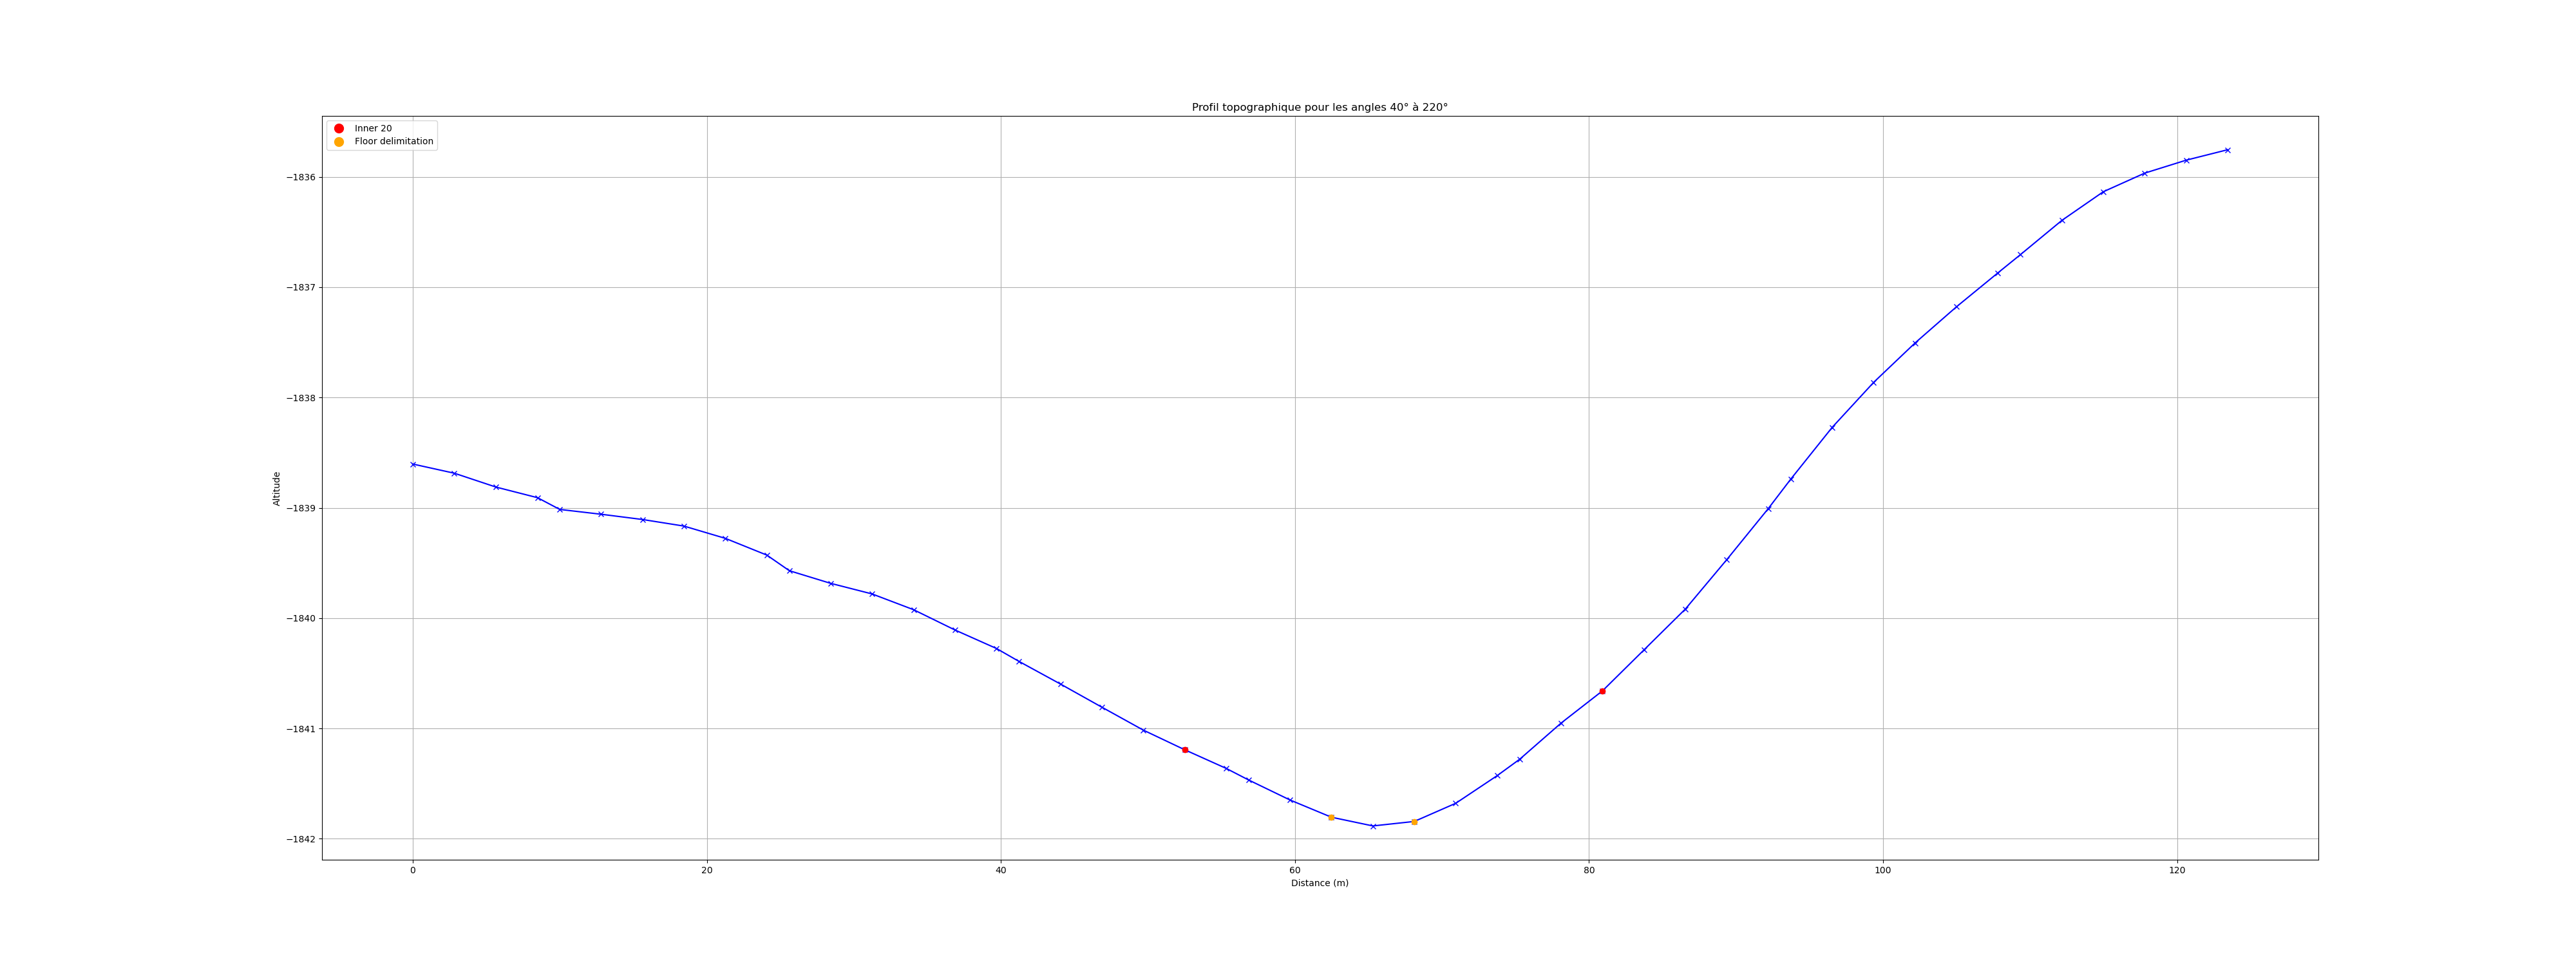 Profil topographique pour les angles 40° à 220°
Inner 20
Floor delimitation
Altitude
−1836
−1837
−1838
−1839
−1840
−1841
−1842
0 20 40 60 80 100 120
Distance (m)